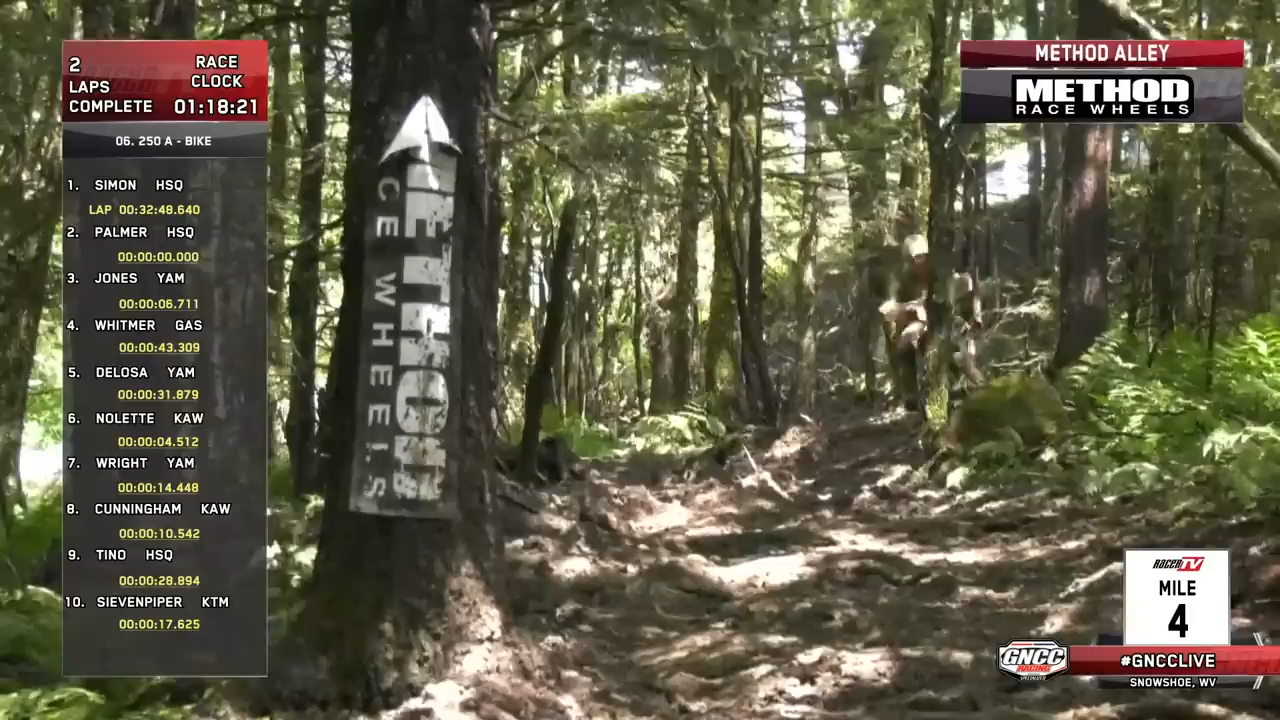 2
LAPS
COMPLETE
RACE
CLOCK
01:18:21
06. 250 A - BIKE
1. SIMON HSQ
LAP 00:32:48.640
2. PALMER HSQ
00:00:00.000
3. JONES YAM
00:00:06.711
4. WHITMER GAS
00:00:43.309
5. DELOSA YAM
00:00:31.879
6. NOLETTE KAW
00:00:04.512
7. WRIGHT YAM
00:00:14.448
8. CUNNINGHAM KAW
00:00:10.542
9. TINO HSQ
00:00:28.894
10. SIEVENPIPER KTM
00:00:17.625
METHOD
CE WHEELS
METHOD ALLEY
METHOD
RACE WHEELS
RACER TV
MILE
4
GNCC
RACING
#GNCCLIVE
SNOWSHOE, WV